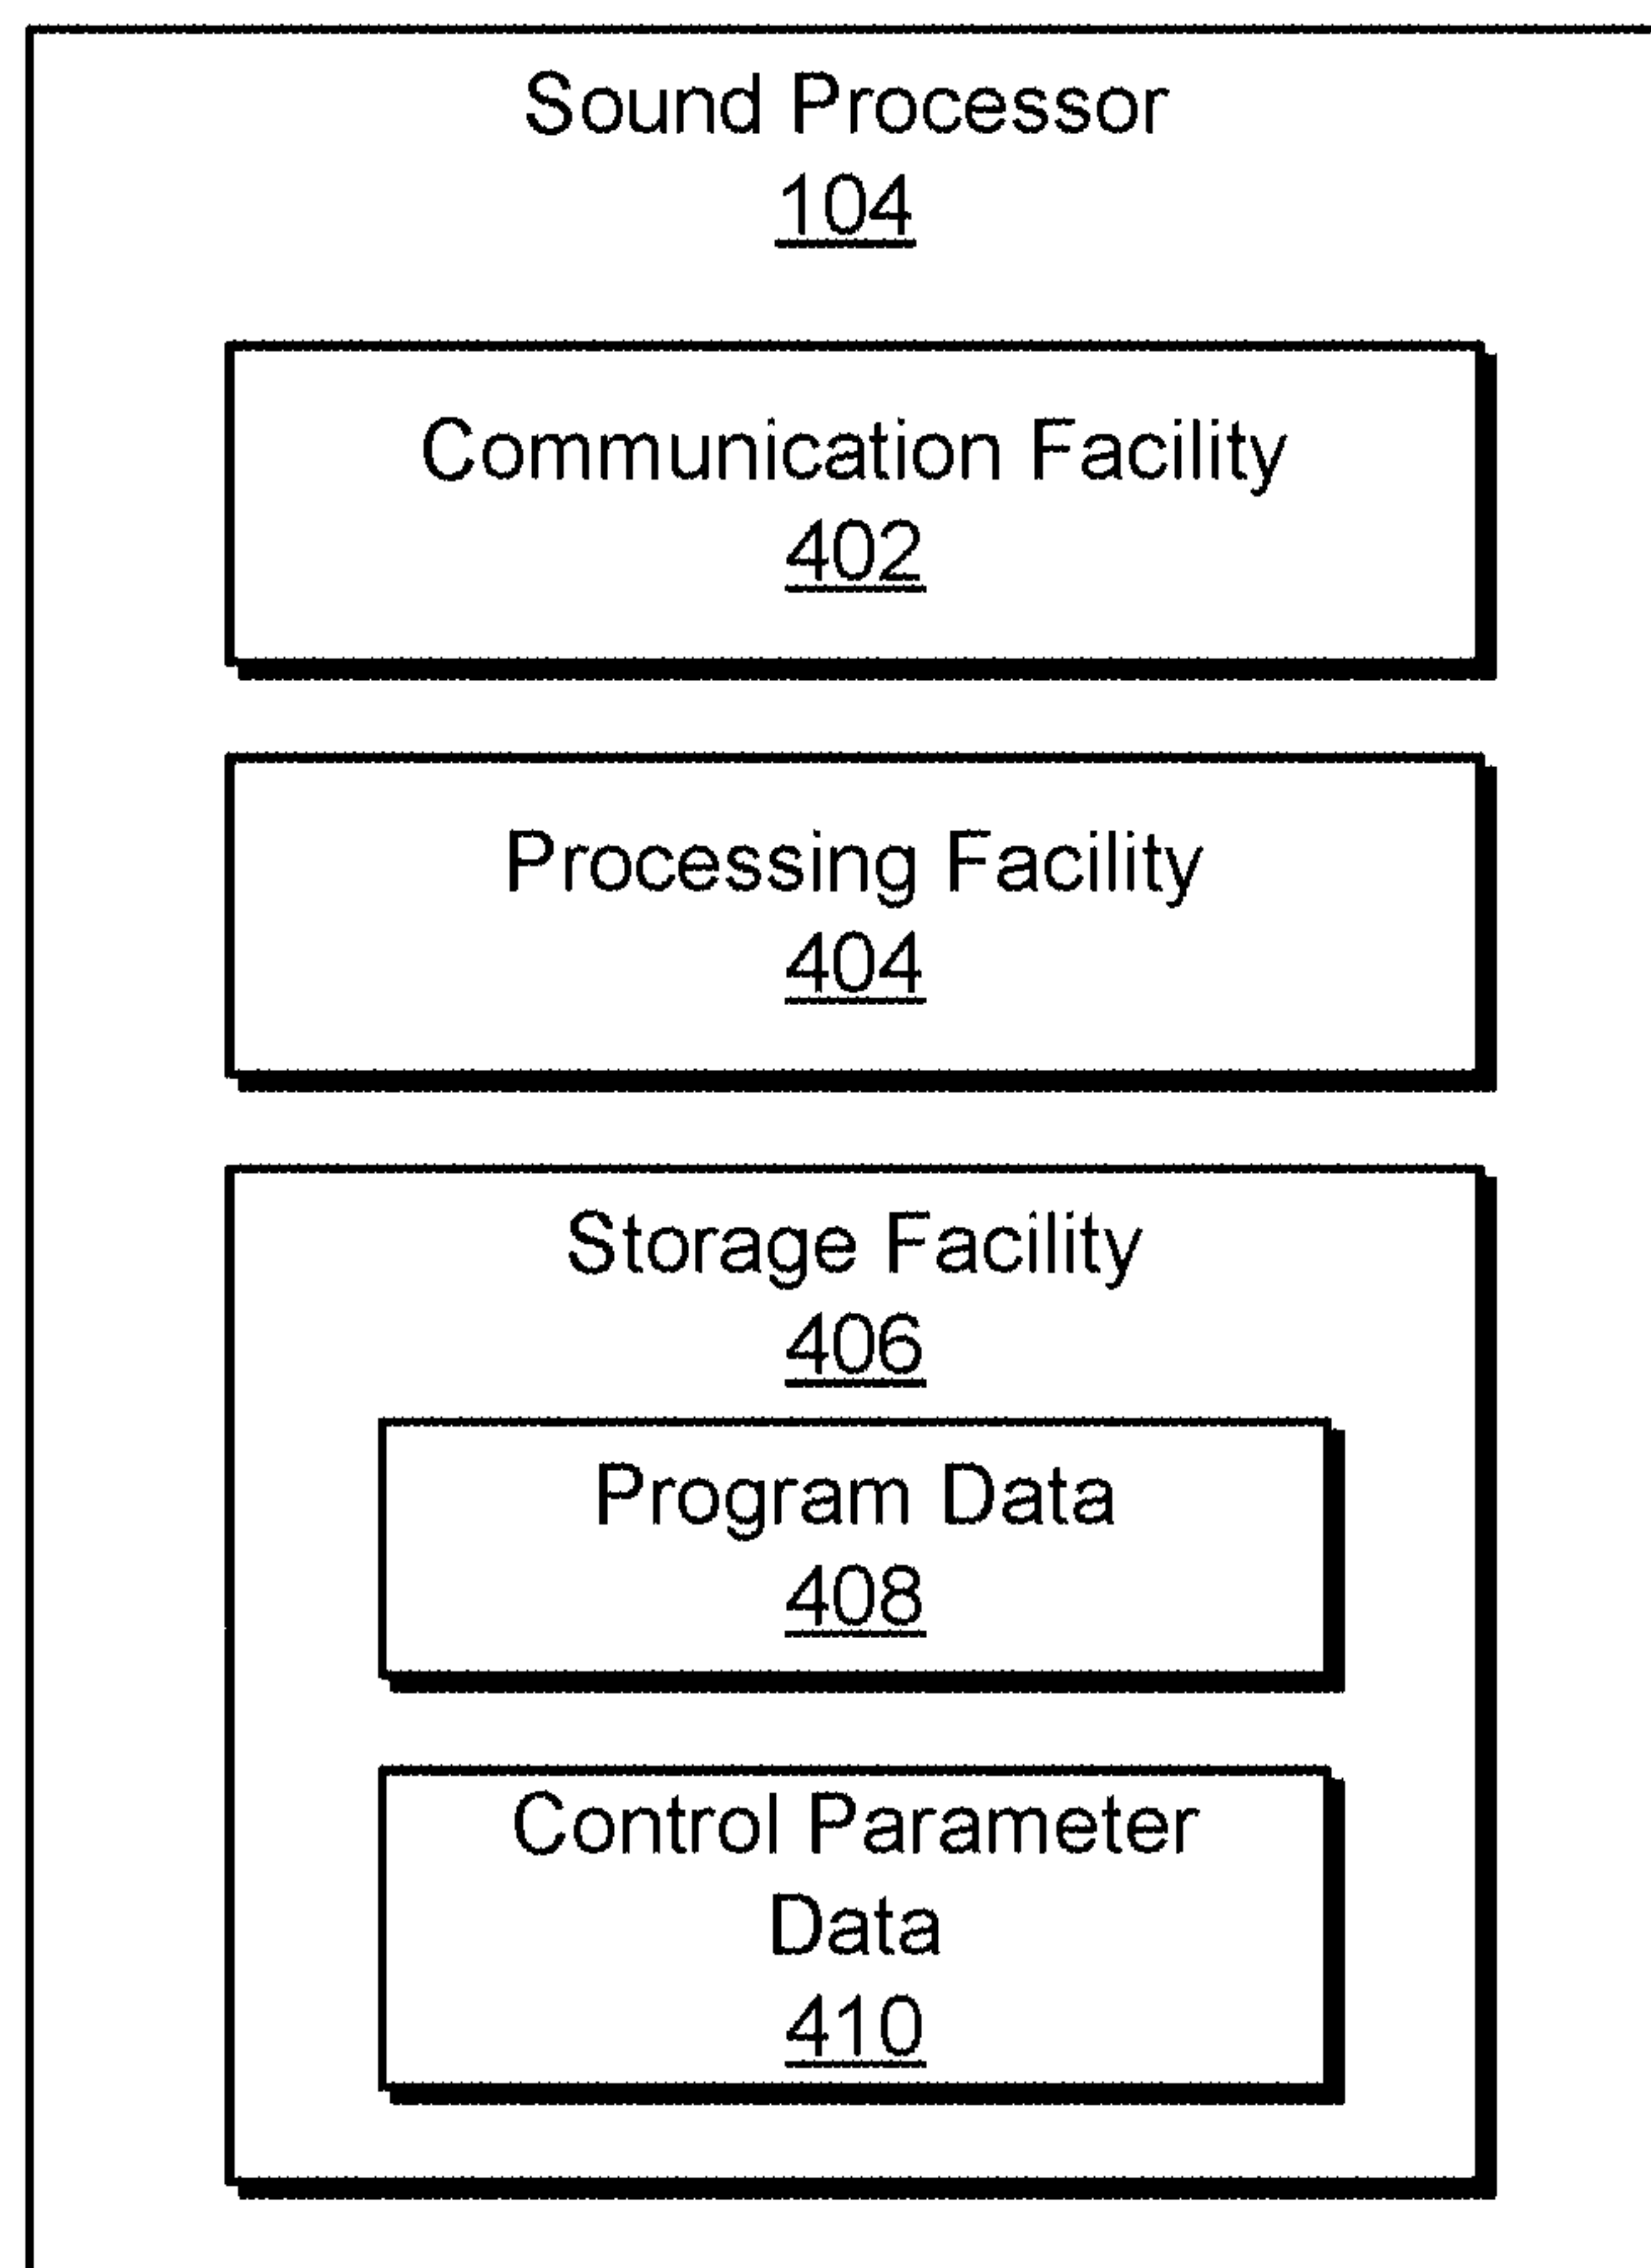 Sound Processor
104
Communication Facility
402
Processing Facility
404
Storage Facility
406
Program Data
408
Control Parameter
Data
410